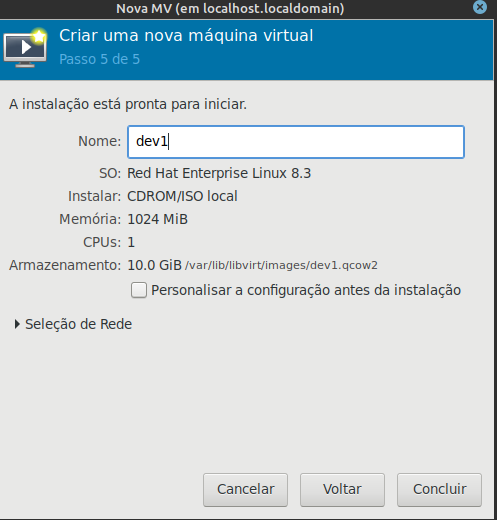 Nova MV (em localhost.localdomain)
Criar uma nova máquina virtual
Passo 5 de 5
A instalação está pronta para iniciar.
Nome: dev1
SO: Red Hat Enterprise Linux 8.3
Instalar: CDROM/ISO local
Memória: 1024 MiB
CPUs: 1
Armazenamento: 10.0 GiB /var/lib/libvirt/images/dev1.qcow2
Personalisar a configuração antes da instalação
Seleção de Rede
Cancelar Voltar Concluir